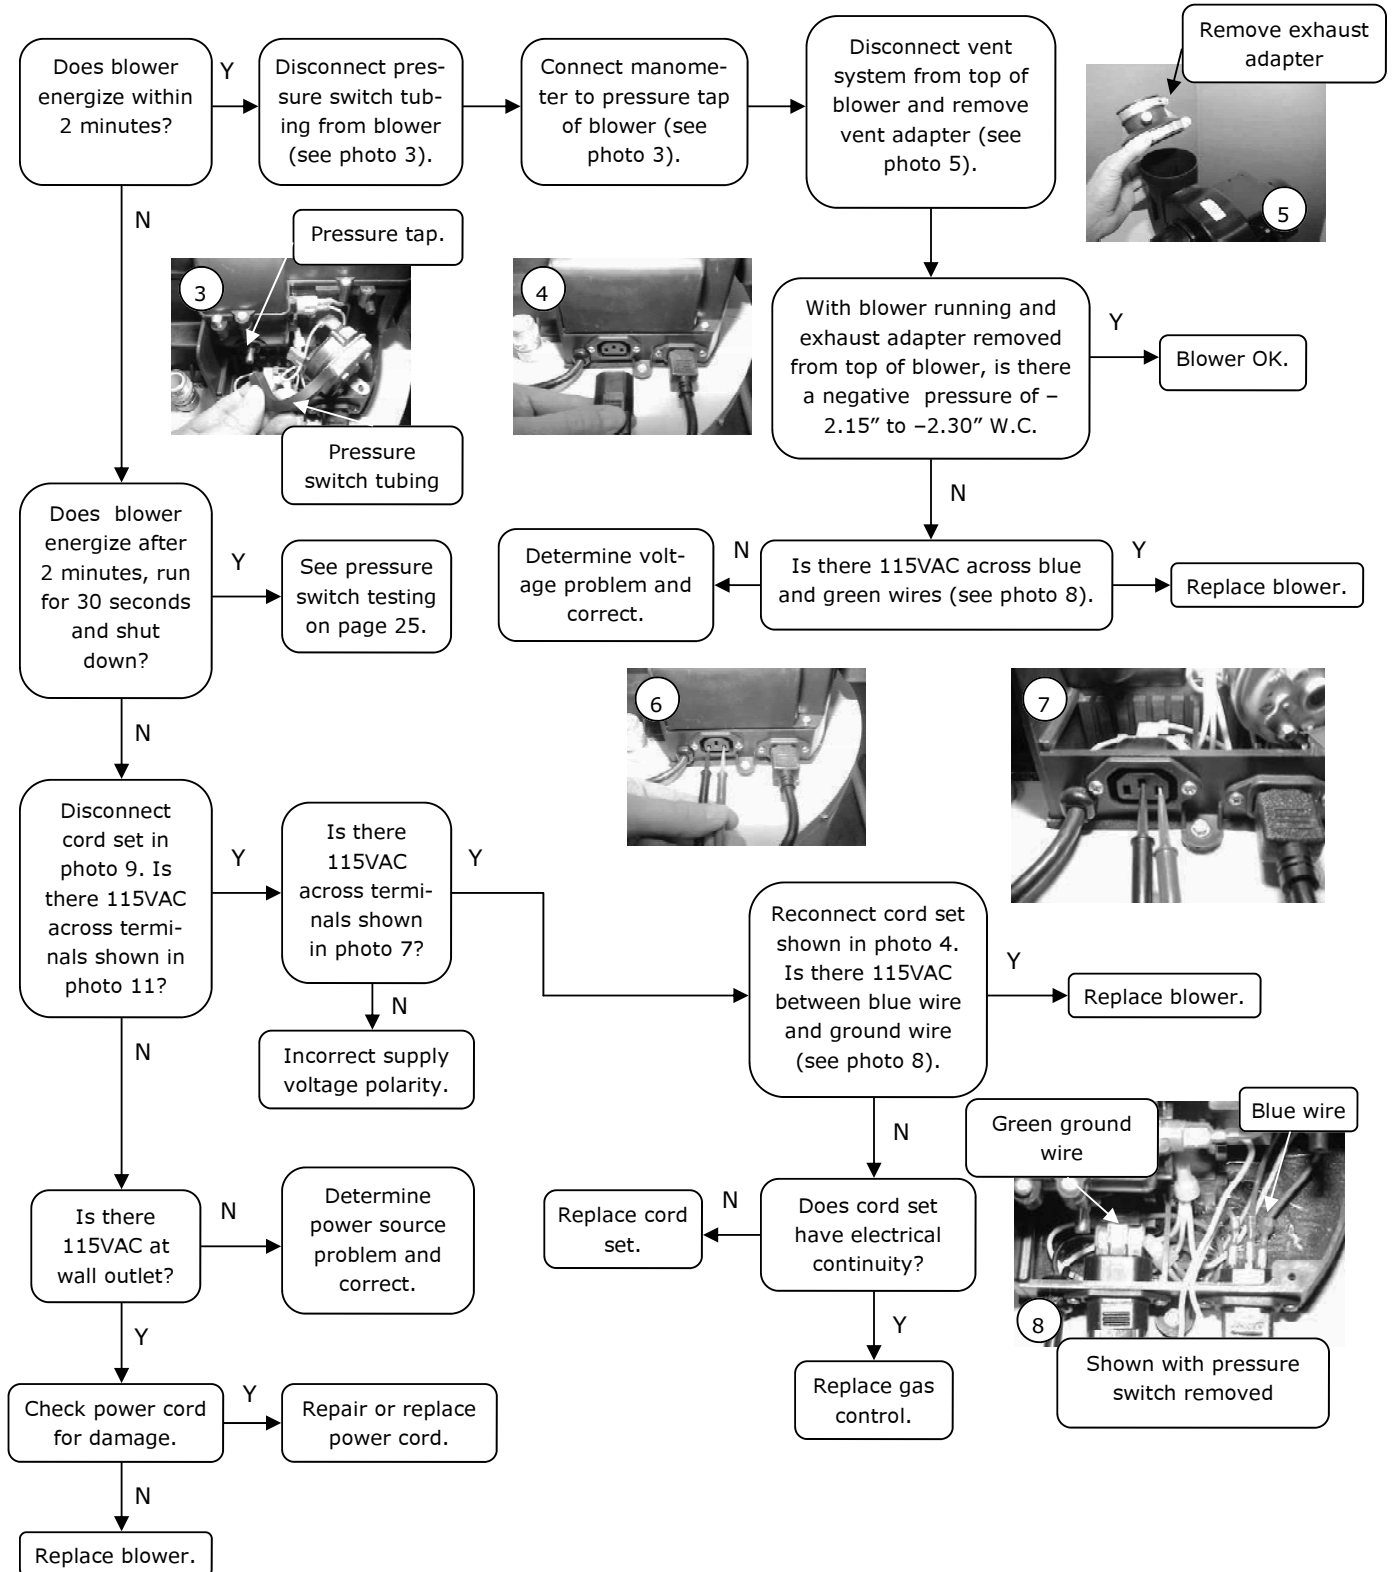 Does blower
energize within
2 minutes?
Y
Disconnect pres-
sure switch tub-
ing from blower
(see photo 3).
Connect manome-
ter to pressure tap
of blower (see
photo 3).
Disconnect vent
system from top of
blower and remove
vent adapter (see
photo 5).
Remove exhaust
adapter
5
N
Pressure tap.
3
4
Pressure
switch tubing
With blower running and
exhaust adapter removed
from top of blower, is there
a negative  pressure of –
2.15” to –2.30” W.C.
Y
Blower OK.
N
Does  blower
energize after
2 minutes, run
for 30 seconds
and shut
down?
Y
See pressure
switch testing
on page 25.
Determine volt-
age problem and
correct.
N
Is there 115VAC across blue
and green wires (see photo 8).
Y
Replace blower.
N
6
7
Disconnect
cord set in
photo 9. Is
there 115VAC
across termi-
nals shown in
photo 11?
Y
Is there
115VAC
across termi-
nals shown
in photo 7?
Y
N
Incorrect supply
voltage polarity.
Reconnect cord set
shown in photo 4.
Is there 115VAC
between blue wire
and ground wire
(see photo 8).
Y
Replace blower.
N
N
Green ground
wire
Blue wire
8
Shown with pressure
switch removed
Is there
115VAC at
wall outlet?
N
Determine
power source
problem and
correct.
Replace cord
set.
N
Does cord set
have electrical
continuity?
Y
Replace gas
control.
Y
Check power cord
for damage.
Y
Repair or replace
power cord.
N
Replace blower.